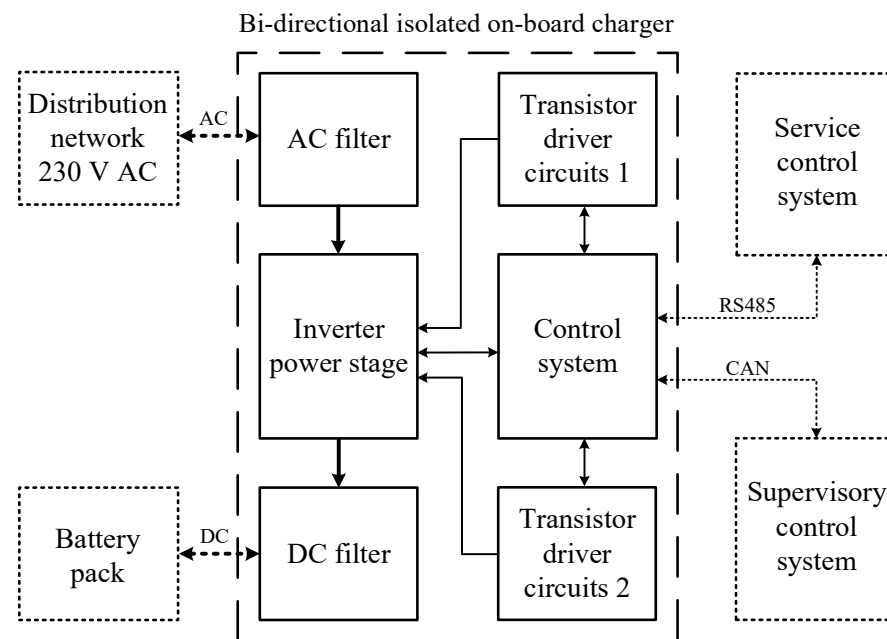 Bi-directional isolated on-board charger
Distribution
network
230 V AC
AC
AC filter
Transistor
driver
circuits 1
Service
control
system
Inverter
power stage
Control
system
RS485
CAN
Battery
pack
DC
DC filter
Transistor
driver
circuits 2
Supervisory
control
system